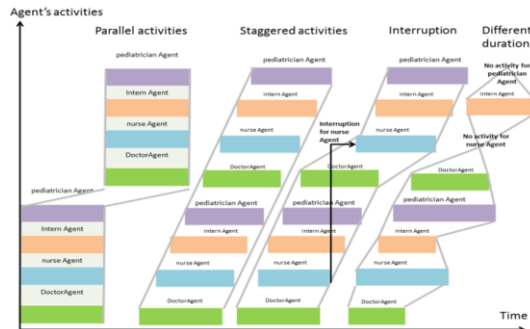 Agent's activities
Parallel activities
Staggered activities
Interruption
Different
duration
pediatrician Agent
Intern Agent
nurse Agent
DoctorAgent
pediatrician Agent
Intern Agent
nurse Agent
DoctorAgent
pediatrician Agent
Intern Agent
nurse Agent
DoctorAgent
pediatrician Agent
Intern Agent
nurse Agent
DoctorAgent
Interruption
for nurse
Agent
pediatrician Agent
Intern Agent
nurse Agent
DoctorAgent
pediatrician Agent
Intern Agent
nurse Agent
DoctorAgent
No activity for
pediatrician
Agent
Intern Agent
No activity for
nurse Agent
DoctorAgent
pediatrician Agent
Intern Agent
nurse Agent
DoctorAgent
Time